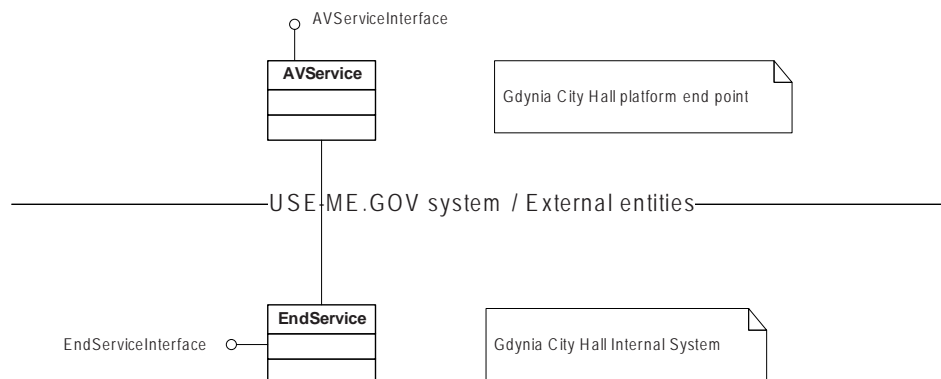 AVServiceInterface
AVService
Gdynia City Hall platform end point
USE-ME.GOV system / External entities
EndService
EndServiceInterface
Gdynia City Hall Internal System